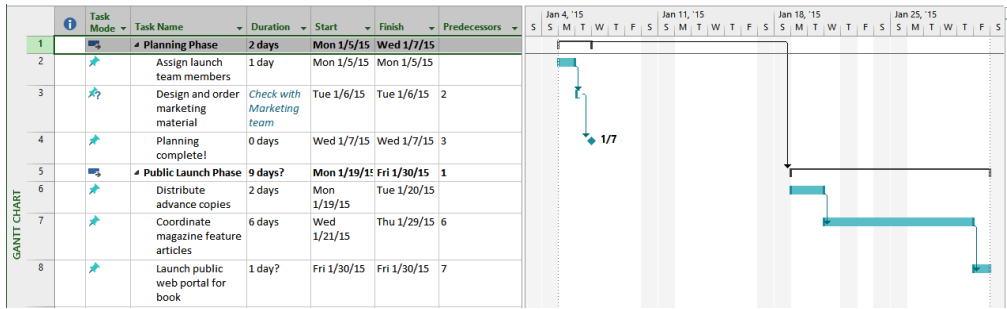 Task Mode Task Name Duration Start Finish Predecessors
Jan 4, '15 Jan 11, '15 Jan 18, '15 Jan 25, '15
S S M T W T F S S M T W T F S S M T W T F S S M T W T F S
1 Planning Phase 2 days Mon 1/5/15 Wed 1/7/15
2 Assign launch team members 1 day Mon 1/5/15 Mon 1/5/15
3 Design and order marketing material Check with Marketing team Tue 1/6/15 Tue 1/6/15 2
4 Planning complete! 0 days Wed 1/7/15 Wed 1/7/15 3
1/7
5 Public Launch Phase 9 days? Mon 1/19/15 Fri 1/30/15 1
6 Distribute advance copies 2 days Mon 1/19/15 Tue 1/20/15
7 Coordinate magazine feature articles 6 days Wed 1/21/15 Thu 1/29/15 6
8 Launch public web portal for book 1 day? Fri 1/30/15 Fri 1/30/15 7
GANTT CHART